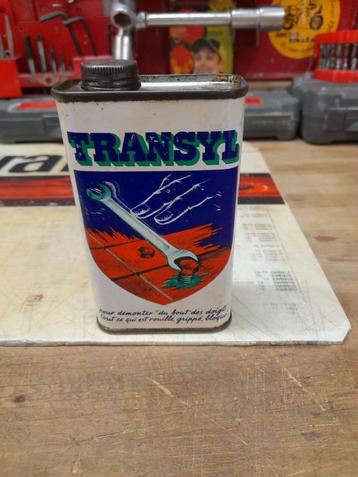 TRANSYL
pour démonter "du bout des doigts"
tout ce qui est rouillé, grippé, bloqué